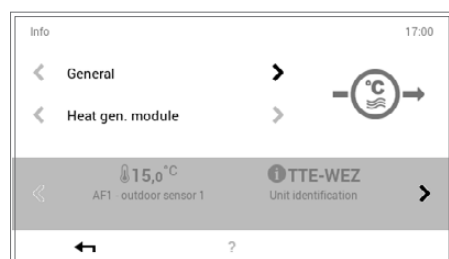 Info 17:00
General
°C
Heat gen. module
15,0°C TTE-WEZ
AF1 - outdoor sensor 1 Unit identification
?